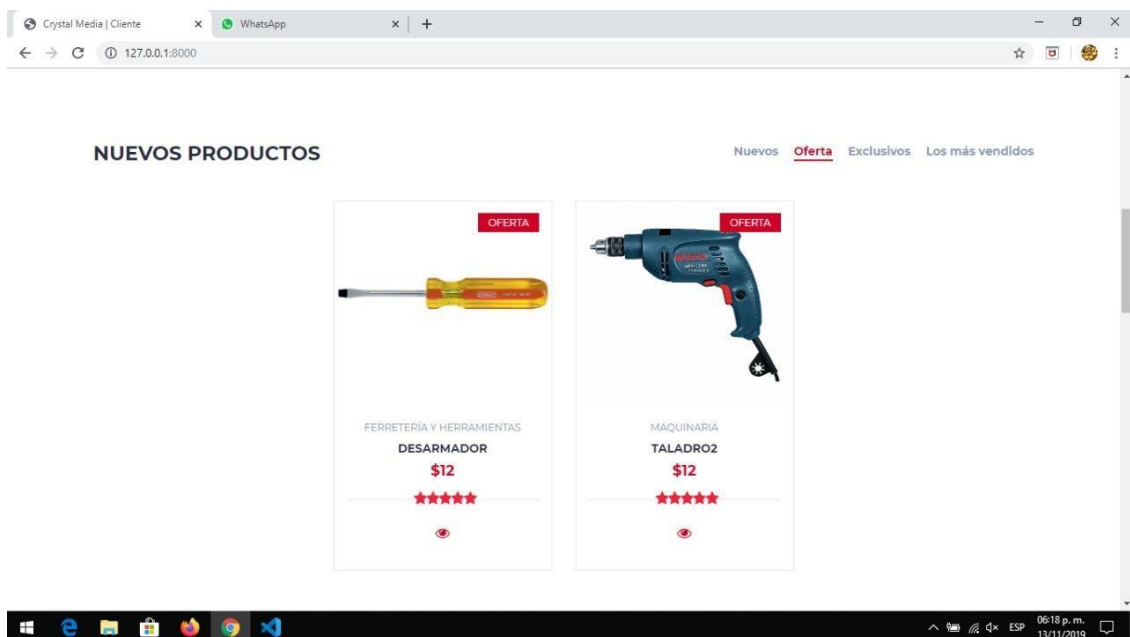 Crystal Media | Cliente
WhatsApp
127.0.0.1:8000
NUEVOS PRODUCTOS
Nuevos Oferta Exclusivos Los más vendidos
OFERTA
FERRETERÍA Y HERRAMIENTAS
DESARMADOR
$12
OFERTA
MAQUINARIA
TALADRO2
$12
ESP
06:18 p. m.
13/11/2019